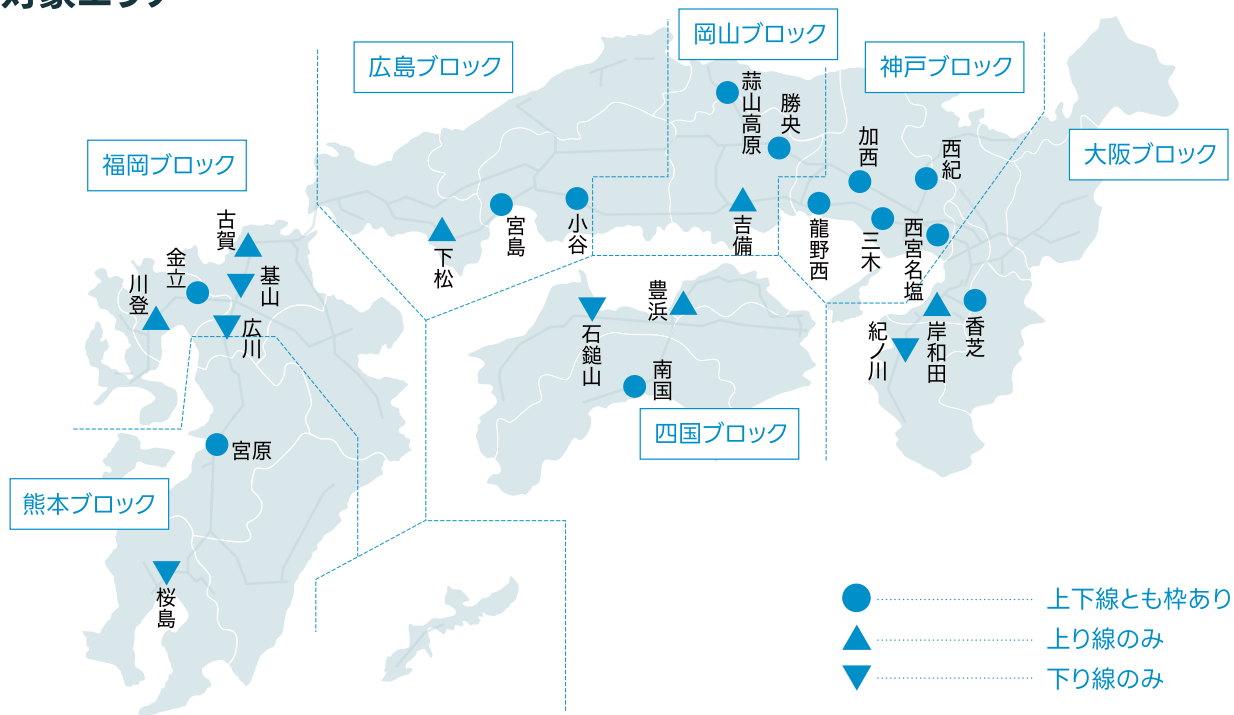 対象エリア
広島ブロック
岡山ブロック
神戸ブロック
大阪ブロック
福岡ブロック
蒜山高原
勝央
加西
西紀
古賀
金立
川登
基山
広川
下松
宮島
小谷
吉備
龍野西
三木
西宮名塩
豊浜
石鎚山
南国
紀ノ川
岸和田
香芝
四国ブロック
宮原
熊本ブロック
桜島
上下線とも枠あり
上り線のみ
下り線のみ